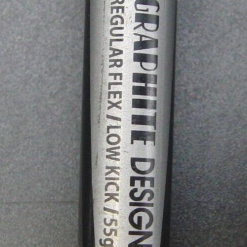 GRAPHITE DESIGN
REGULAR FLEX / LOW KICK / 55g